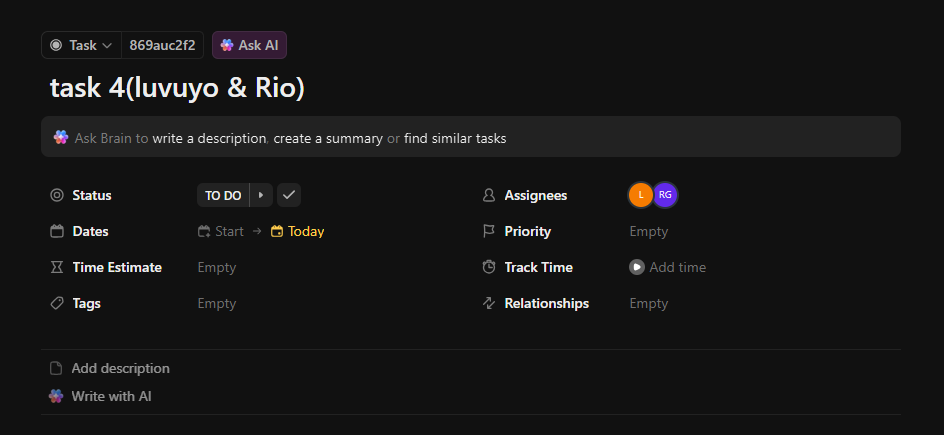 Task 869auc2f2 Ask AI
task 4(luvuyo & Rio)
Ask Brain to write a description, create a summary or find similar tasks
Status TO DO Assignees L RG
Dates Start → Today Priority Empty
Time Estimate Empty Track Time Add time
Tags Empty Relationships Empty
Add description
Write with AI